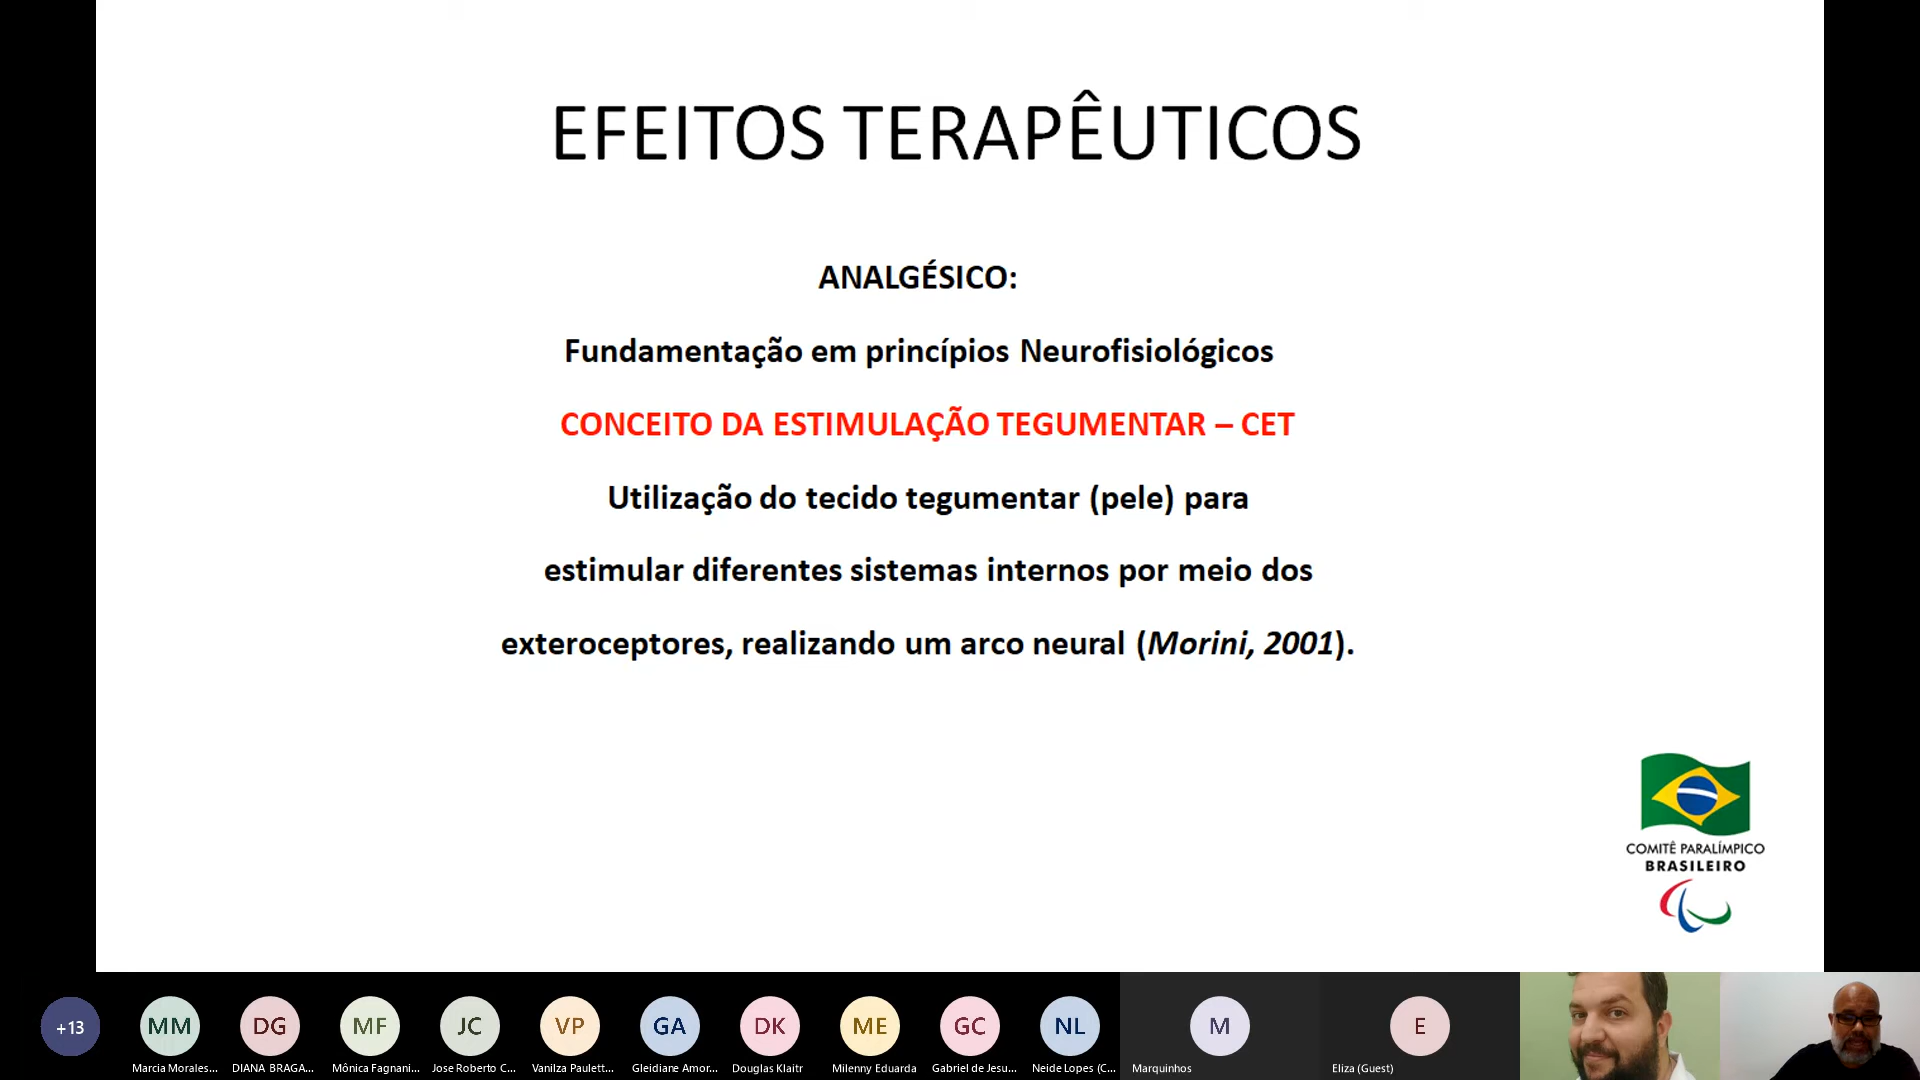 EFEITOS TERAPÊUTICOS
ANALGÉSICO:
Fundamentação em princípios Neurofisiológicos
CONCEITO DA ESTIMULAÇÃO TEGUMENTAR – CET
Utilização do tecido tegumentar (pele) para
estimular diferentes sistemas internos por meio dos
exteroceptores, realizando um arco neural (Morini, 2001).
COMITÊ PARALÍMPICO
BRASILEIRO
+13
MM
DG
MF
JC
VP
GA
DK
ME
GC
NL
M
E
Marcia Morales...
DIANA BRAGA...
Mônica Fagnani...
Jose Roberto C...
Vanilza Paulett...
Gleidiane Amor...
Douglas Klaitr
Milenny Eduarda
Gabriel de Jesu...
Neide Lopes (C...
Marquinhos
Eliza (Guest)